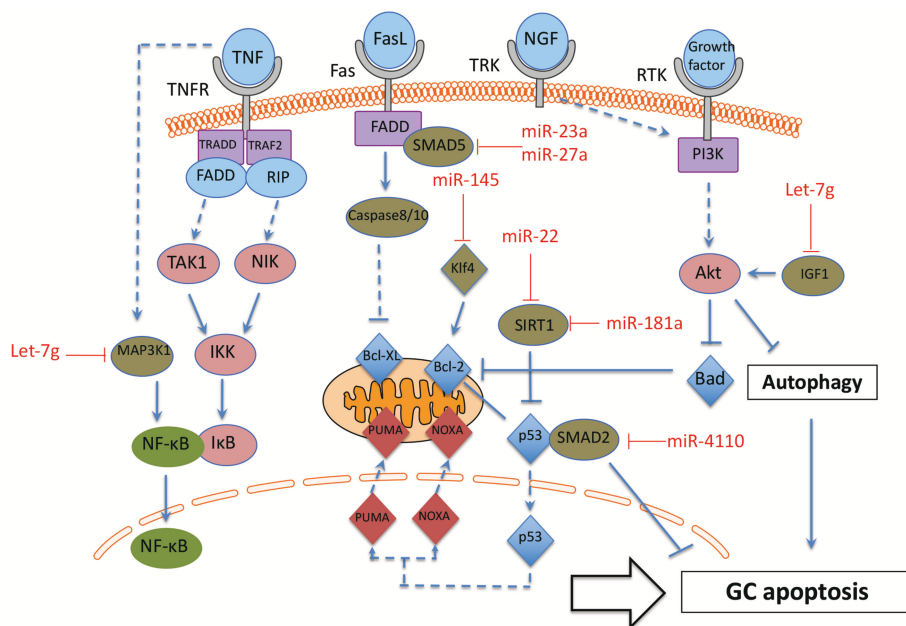 TNF
FasL
NGF
Growth
factor
TNFR
Fas
TRK
RTK
TRADD
TRAF2
FADD
RIP
FADD
SMAD5
miR-23a
miR-27a
PI3K
miR-145
Let-7g
Caspase8/10
miR-22
TAK1
NIK
Klf4
Akt
IGF1
SIRT1
miR-181a
Let-7g
MAP3K1
IKK
Bcl-XL
Bcl-2
Bad
Autophagy
PUMA
NOXA
p53
SMAD2
miR-4110
NF-κB
IκB
PUMA
NOXA
p53
NF-κB
GC apoptosis